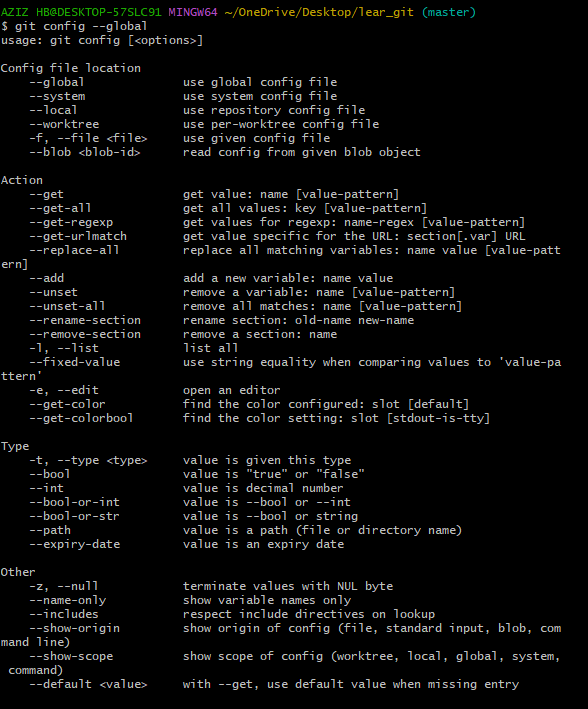 AZIZ HB@DESKTOP-57SLC91 MINGW64 ~/OneDrive/Desktop/lear_git (master)
$ git config --global
usage: git config [<options>]

Config file location
    --global              use global config file
    --system              use system config file
    --local               use repository config file
    --worktree            use per-worktree config file
    -f, --file <file>     use given config file
    --blob <blob-id>      read config from given blob object

Action
    --get                 get value: name [value-pattern]
    --get-all             get all values: key [value-pattern]
    --get-regexp          get values for regexp: name-regex [value-pattern]
    --get-urlmatch        get value specific for the URL: section[.var] URL
    --replace-all         replace all matching variables: name value [value-patt
ern]
    --add                 add a new variable: name value
    --unset               remove a variable: name [value-pattern]
    --unset-all           remove all matches: name [value-pattern]
    --rename-section      rename section: old-name new-name
    --remove-section      remove a section: name
    -l, --list            list all
    --fixed-value         use string equality when comparing values to 'value-pa
ttern'
    -e, --edit            open an editor
    --get-color           find the color configured: slot [default]
    --get-colorbool       find the color setting: slot [stdout-is-tty]

Type
    -t, --type <type>     value is given this type
    --bool                value is "true" or "false"
    --int                 value is decimal number
    --bool-or-int         value is --bool or --int
    --bool-or-str         value is --bool or string
    --path                value is a path (file or directory name)
    --expiry-date         value is an expiry date

Other
    -z, --null            terminate values with NUL byte
    --name-only           show variable names only
    --includes            respect include directives on lookup
    --show-origin         show origin of config (file, standard input, blob, com
mand line)
    --show-scope          show scope of config (worktree, local, global, system,
 command)
    --default <value>     with --get, use default value when missing entry